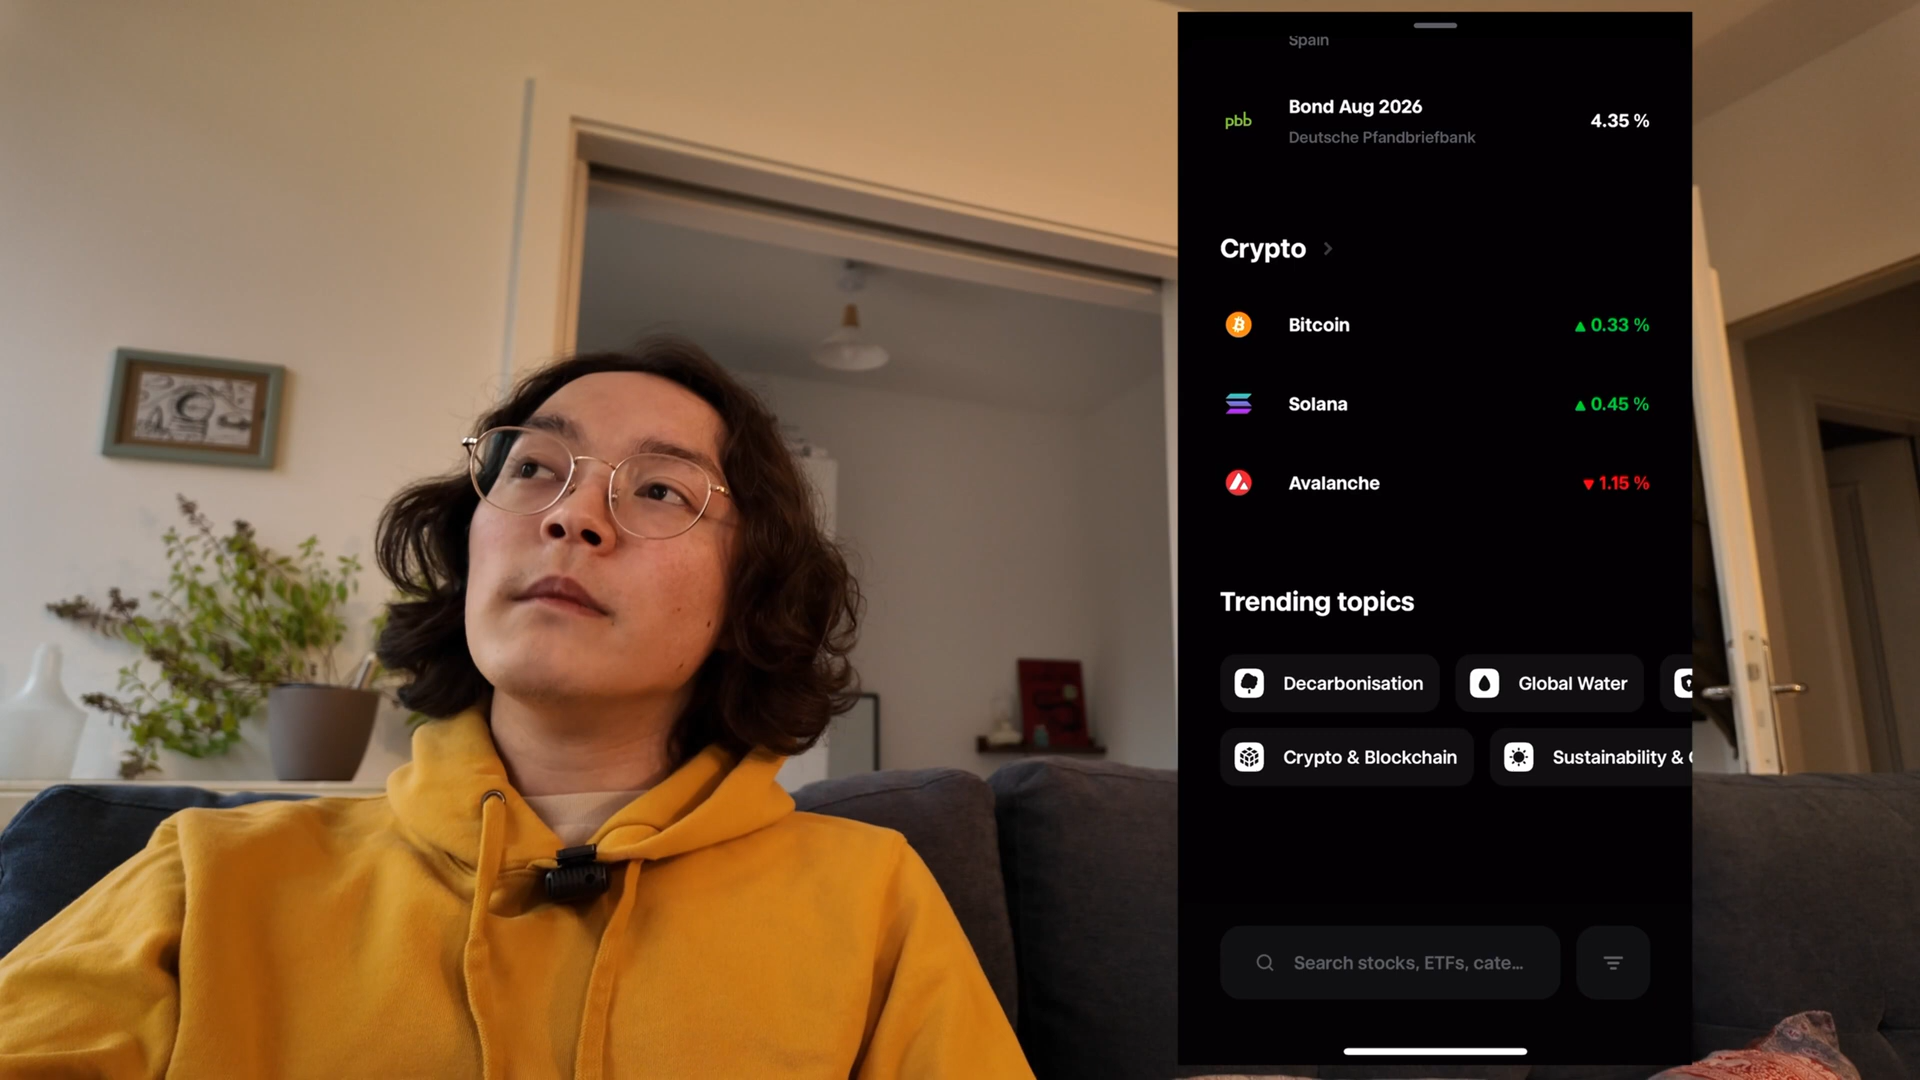 Spain
pbb
Bond Aug 2026
Deutsche Pfandbriefbank
4.35 %
Crypto
Bitcoin
▲ 0.33 %
Solana
▲ 0.45 %
Avalanche
▼ 1.15 %
Trending topics
Decarbonisation
Global Water
Crypto & Blockchain
Sustainability &
Search stocks, ETFs, cate...